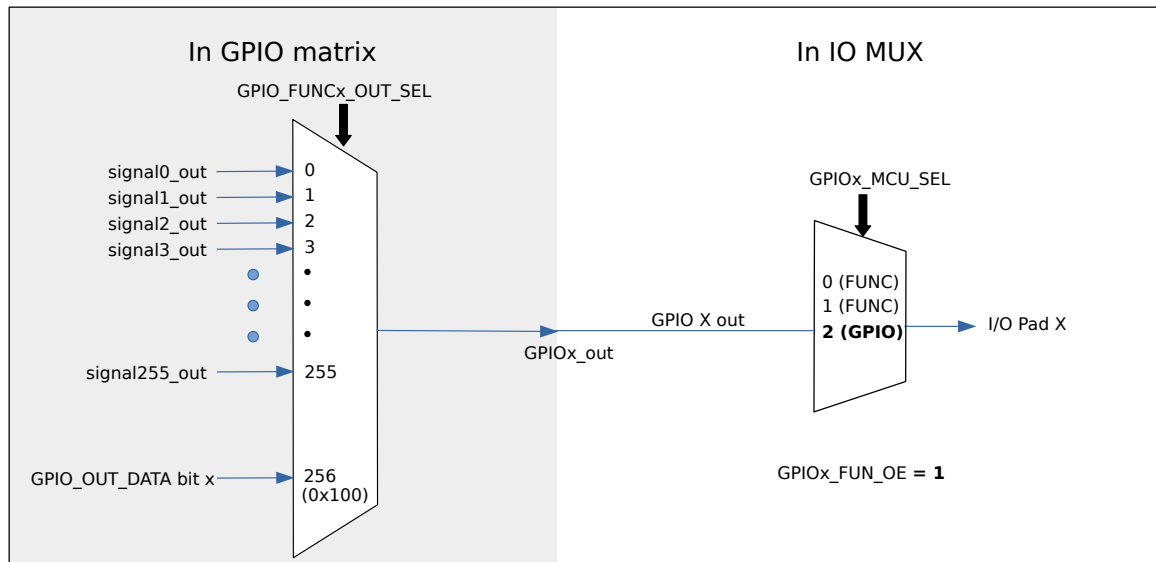 In GPIO matrix
In IO MUX
GPIO_FUNCx_OUT_SEL
signal0_out
0
signal1_out
1
signal2_out
2
signal3_out
3
signal255_out
255
GPIO_OUT_DATA bit x
256
(0x100)
GPIOx_out
GPIO X out
GPIOx_MCU_SEL
0 (FUNC)
1 (FUNC)
2 (GPIO)
I/O Pad X
GPIOx_FUN_OE = 1